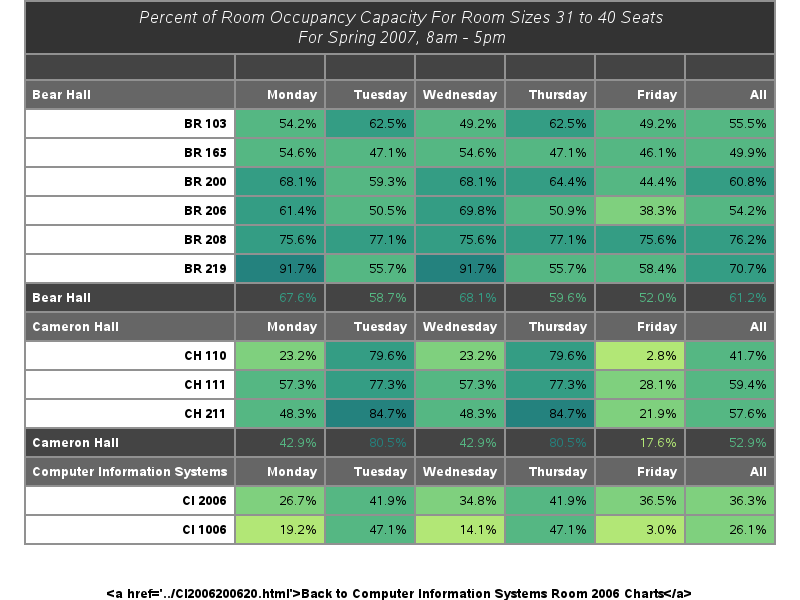 Percent of Room Occupancy Capacity For Room Sizes 31 to 40 Seats
For Spring 2007, 8am - 5pm
Bear Hall Monday Tuesday Wednesday Thursday Friday All
BR 103 54.2% 62.5% 49.2% 62.5% 49.2% 55.5%
BR 165 54.6% 47.1% 54.6% 47.1% 46.1% 49.9%
BR 200 68.1% 59.3% 68.1% 64.4% 44.4% 60.8%
BR 206 61.4% 50.5% 69.8% 50.9% 38.3% 54.2%
BR 208 75.6% 77.1% 75.6% 77.1% 75.6% 76.2%
BR 219 91.7% 55.7% 91.7% 55.7% 58.4% 70.7%
Bear Hall 67.6% 58.7% 68.1% 59.6% 52.0% 61.2%
Cameron Hall Monday Tuesday Wednesday Thursday Friday All
CH 110 23.2% 79.6% 23.2% 79.6% 2.8% 41.7%
CH 111 57.3% 77.3% 57.3% 77.3% 28.1% 59.4%
CH 211 48.3% 84.7% 48.3% 84.7% 21.9% 57.6%
Cameron Hall 42.9% 80.5% 42.9% 80.5% 17.6% 52.9%
Computer Information Systems Monday Tuesday Wednesday Thursday Friday All
CI 2006 26.7% 41.9% 34.8% 41.9% 36.5% 36.3%
CI 1006 19.2% 47.1% 14.1% 47.1% 3.0% 26.1%
<a href='../CI2006200620.html'>Back to Computer Information Systems Room 2006 Charts</a>